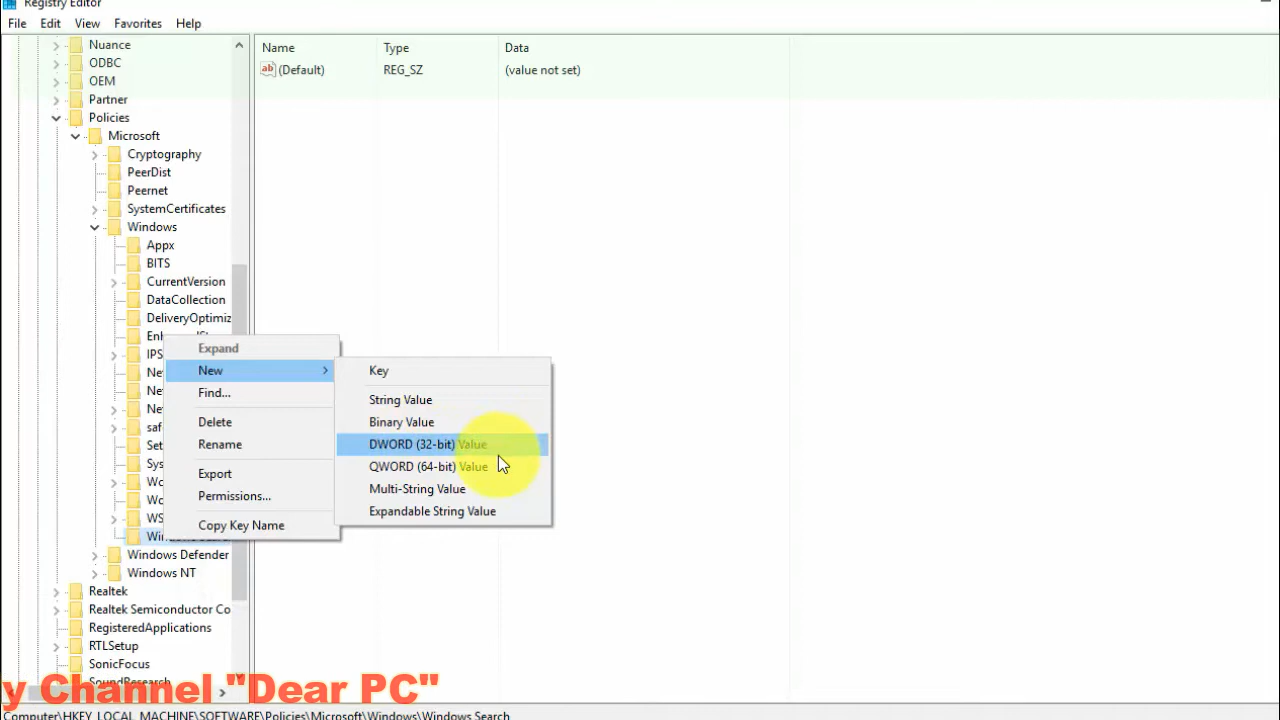 Registry Editor
File Edit View Favorites Help
Nuance
ODBC
OEM
Partner
Policies
Microsoft
Cryptography
PeerDist
Peernet
SystemCertificates
Windows
Appx
BITS
CurrentVersion
DataCollection
DeliveryOptimiz
IPS
Windows Defender
Windows NT
Realtek
Realtek Semiconductor Co
RegisteredApplications
RTLSetup
SonicFocus
SoundResearch
Name Type Data
ab (Default) REG_SZ (value not set)
Expand
New
Find...
Delete
Rename
Export
Permissions...
Copy Key Name
Key
String Value
Binary Value
DWORD (32-bit) Value
QWORD (64-bit) Value
Multi-String Value
Expandable String Value
y Channel "Dear PC"
Computer\HKEY_LOCAL_MACHINE\SOFTWARE\Policies\Microsoft\Windows\Windows Search